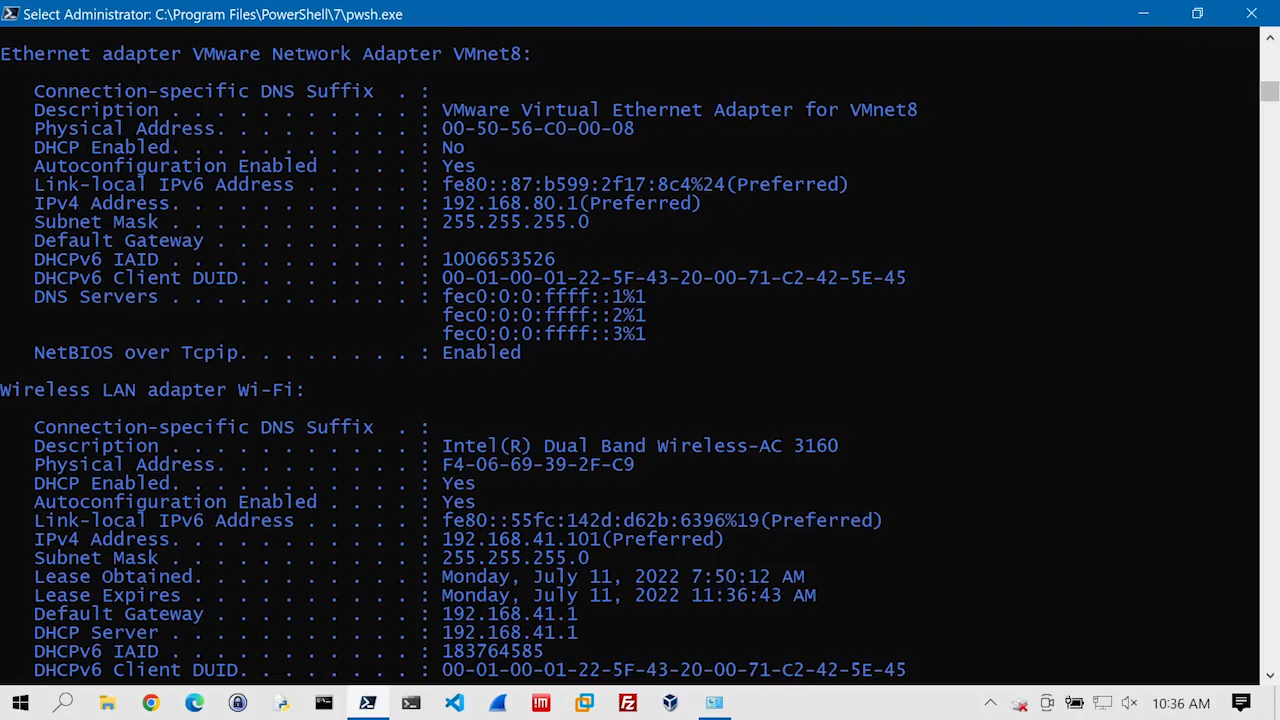 Select Administrator: C:\Program Files\PowerShell\7\pwsh.exe
Ethernet adapter VMware Network Adapter VMnet8:
Connection-specific DNS Suffix  . :
Description . . . . . . . . . . . : VMware Virtual Ethernet Adapter for VMnet8
Physical Address. . . . . . . . . : 00-50-56-C0-00-08
DHCP Enabled. . . . . . . . . . . : No
Autoconfiguration Enabled . . . . : Yes
Link-local IPv6 Address . . . . . : fe80::87:b599:2f17:8c4%24(Preferred)
IPv4 Address. . . . . . . . . . . : 192.168.80.1(Preferred)
Subnet Mask . . . . . . . . . . . : 255.255.255.0
Default Gateway . . . . . . . . . :
DHCPv6 IAID . . . . . . . . . . . : 1006653526
DHCPv6 Client DUID. . . . . . . . : 00-01-00-01-22-5F-43-20-00-71-C2-42-5E-45
DNS Servers . . . . . . . . . . . : fec0:0:0:ffff::1%1
fec0:0:0:ffff::2%1
fec0:0:0:ffff::3%1
NetBIOS over Tcpip. . . . . . . . : Enabled
Wireless LAN adapter Wi-Fi:
Connection-specific DNS Suffix  . :
Description . . . . . . . . . . . : Intel(R) Dual Band Wireless-AC 3160
Physical Address. . . . . . . . . : F4-06-69-39-2F-C9
DHCP Enabled. . . . . . . . . . . : Yes
Autoconfiguration Enabled . . . . : Yes
Link-local IPv6 Address . . . . . : fe80::55fc:142d:d62b:6396%19(Preferred)
IPv4 Address. . . . . . . . . . . : 192.168.41.101(Preferred)
Subnet Mask . . . . . . . . . . . : 255.255.255.0
Lease Obtained. . . . . . . . . . : Monday, July 11, 2022 7:50:12 AM
Lease Expires . . . . . . . . . . : Monday, July 11, 2022 11:36:43 AM
Default Gateway . . . . . . . . . : 192.168.41.1
DHCP Server . . . . . . . . . . . : 192.168.41.1
DHCPv6 IAID . . . . . . . . . . . : 183764585
DHCPv6 Client DUID. . . . . . . . : 00-01-00-01-22-5F-43-20-00-71-C2-42-5E-45
10:36 AM